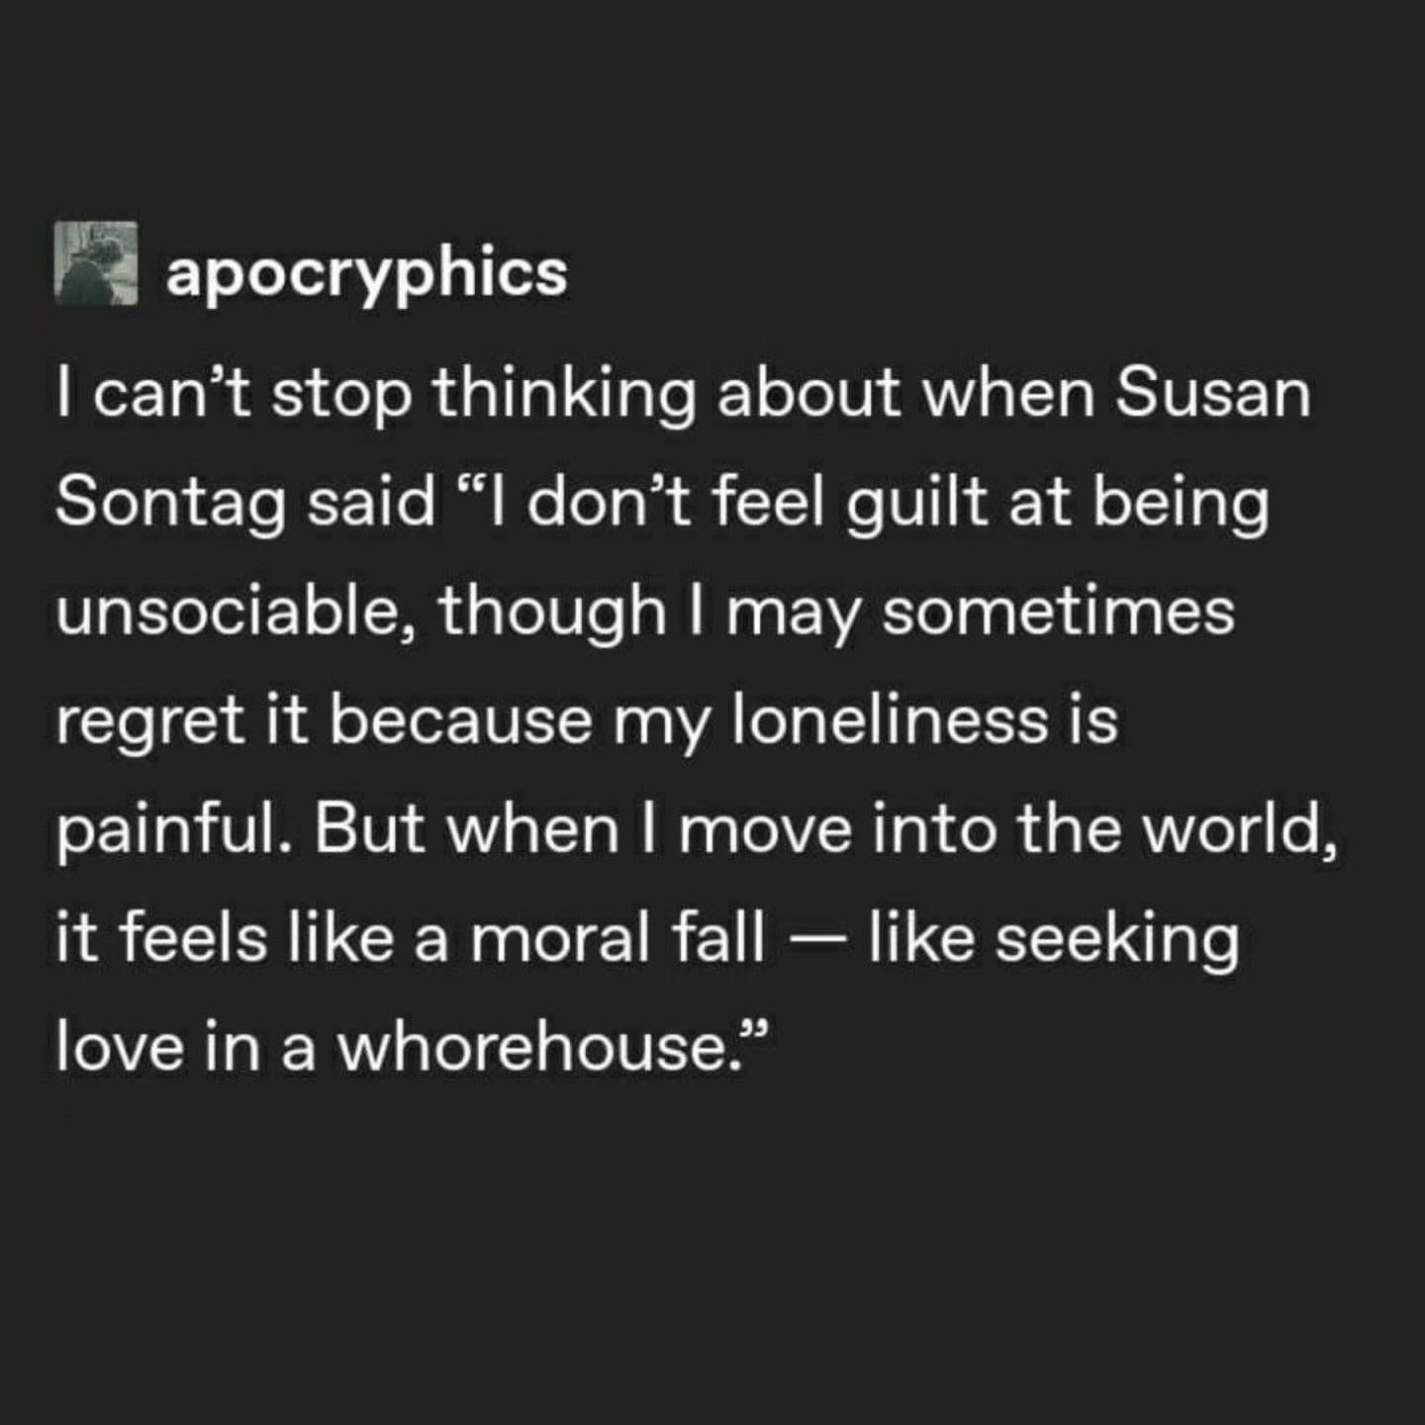 apocryphics
I can’t stop thinking about when Susan
Sontag said “I don’t feel guilt at being
unsociable, though I may sometimes
regret it because my loneliness is
painful. But when I move into the world,
it feels like a moral fall — like seeking
love in a whorehouse.”